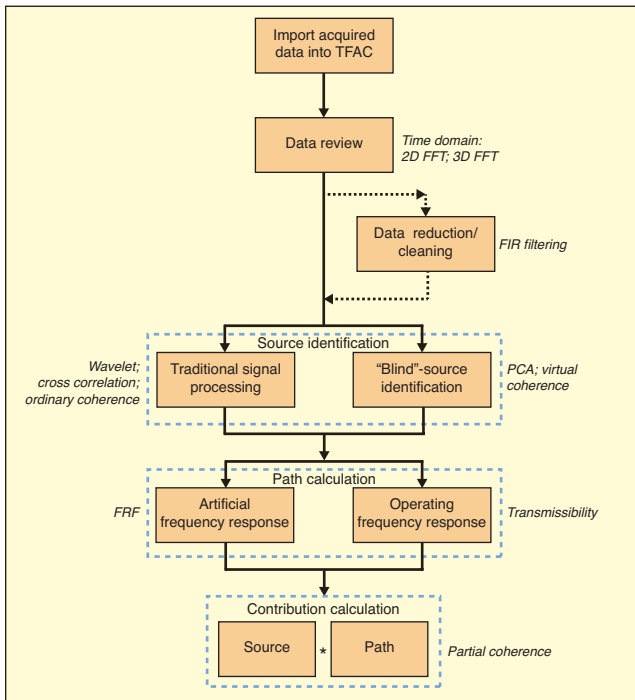 Import acquired
data into TFAC
Data review
Time domain:
2D FFT; 3D FFT
Data reduction/
cleaning
FIR filtering
Source identification
Wavelet;
cross correlation;
ordinary coherence
Traditional signal
processing
“Blind”-source
identification
PCA; virtual
coherence
Path calculation
FRF
Artificial
frequency response
Operating
frequency response
Transmissibility
Contribution calculation
Source
*
Path
Partial coherence